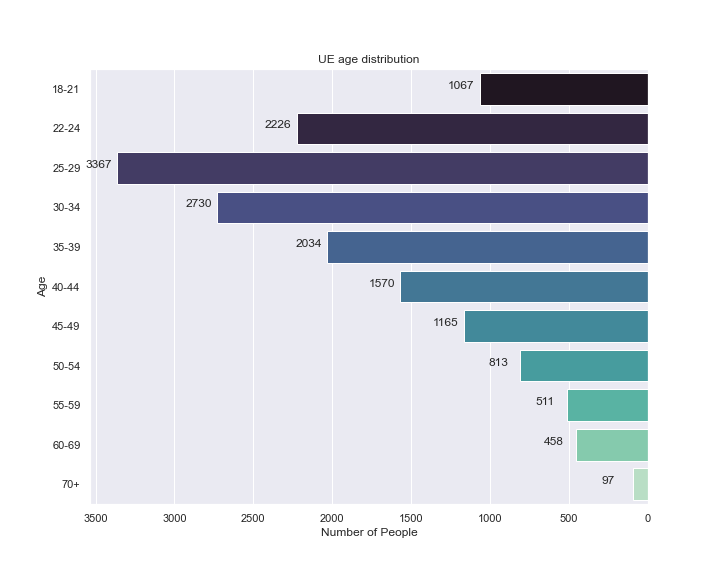 UE age distribution
18-21 1067
22-24 2226
25-29 3367
30-34 2730
35-39 2034
40-44 1570
45-49 1165
50-54 813
55-59 511
60-69 458
70+ 97
Age
3500 3000 2500 2000 1500 1000 500 0
Number of People